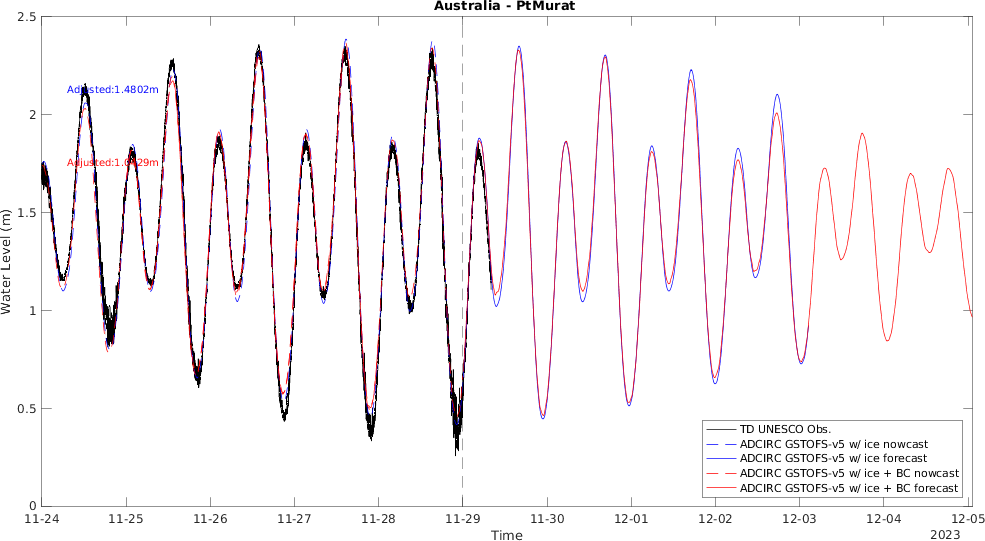 Australia - PtMurat
2.5
2
1.5
1
0.5
0
Water Level (m)
Adjusted:1.4802m
TD UNESCO Obs.
ADCIRC GSTOFS-v5 w/ ice nowcast
ADCIRC GSTOFS-v5 w/ ice forecast
ADCIRC GSTOFS-v5 w/ ice + BC nowcast
ADCIRC GSTOFS-v5 w/ ice + BC forecast
11-24 11-25 11-26 11-27 11-28 11-29 11-30 12-01 12-02 12-03 12-04 12-05
Time
2023